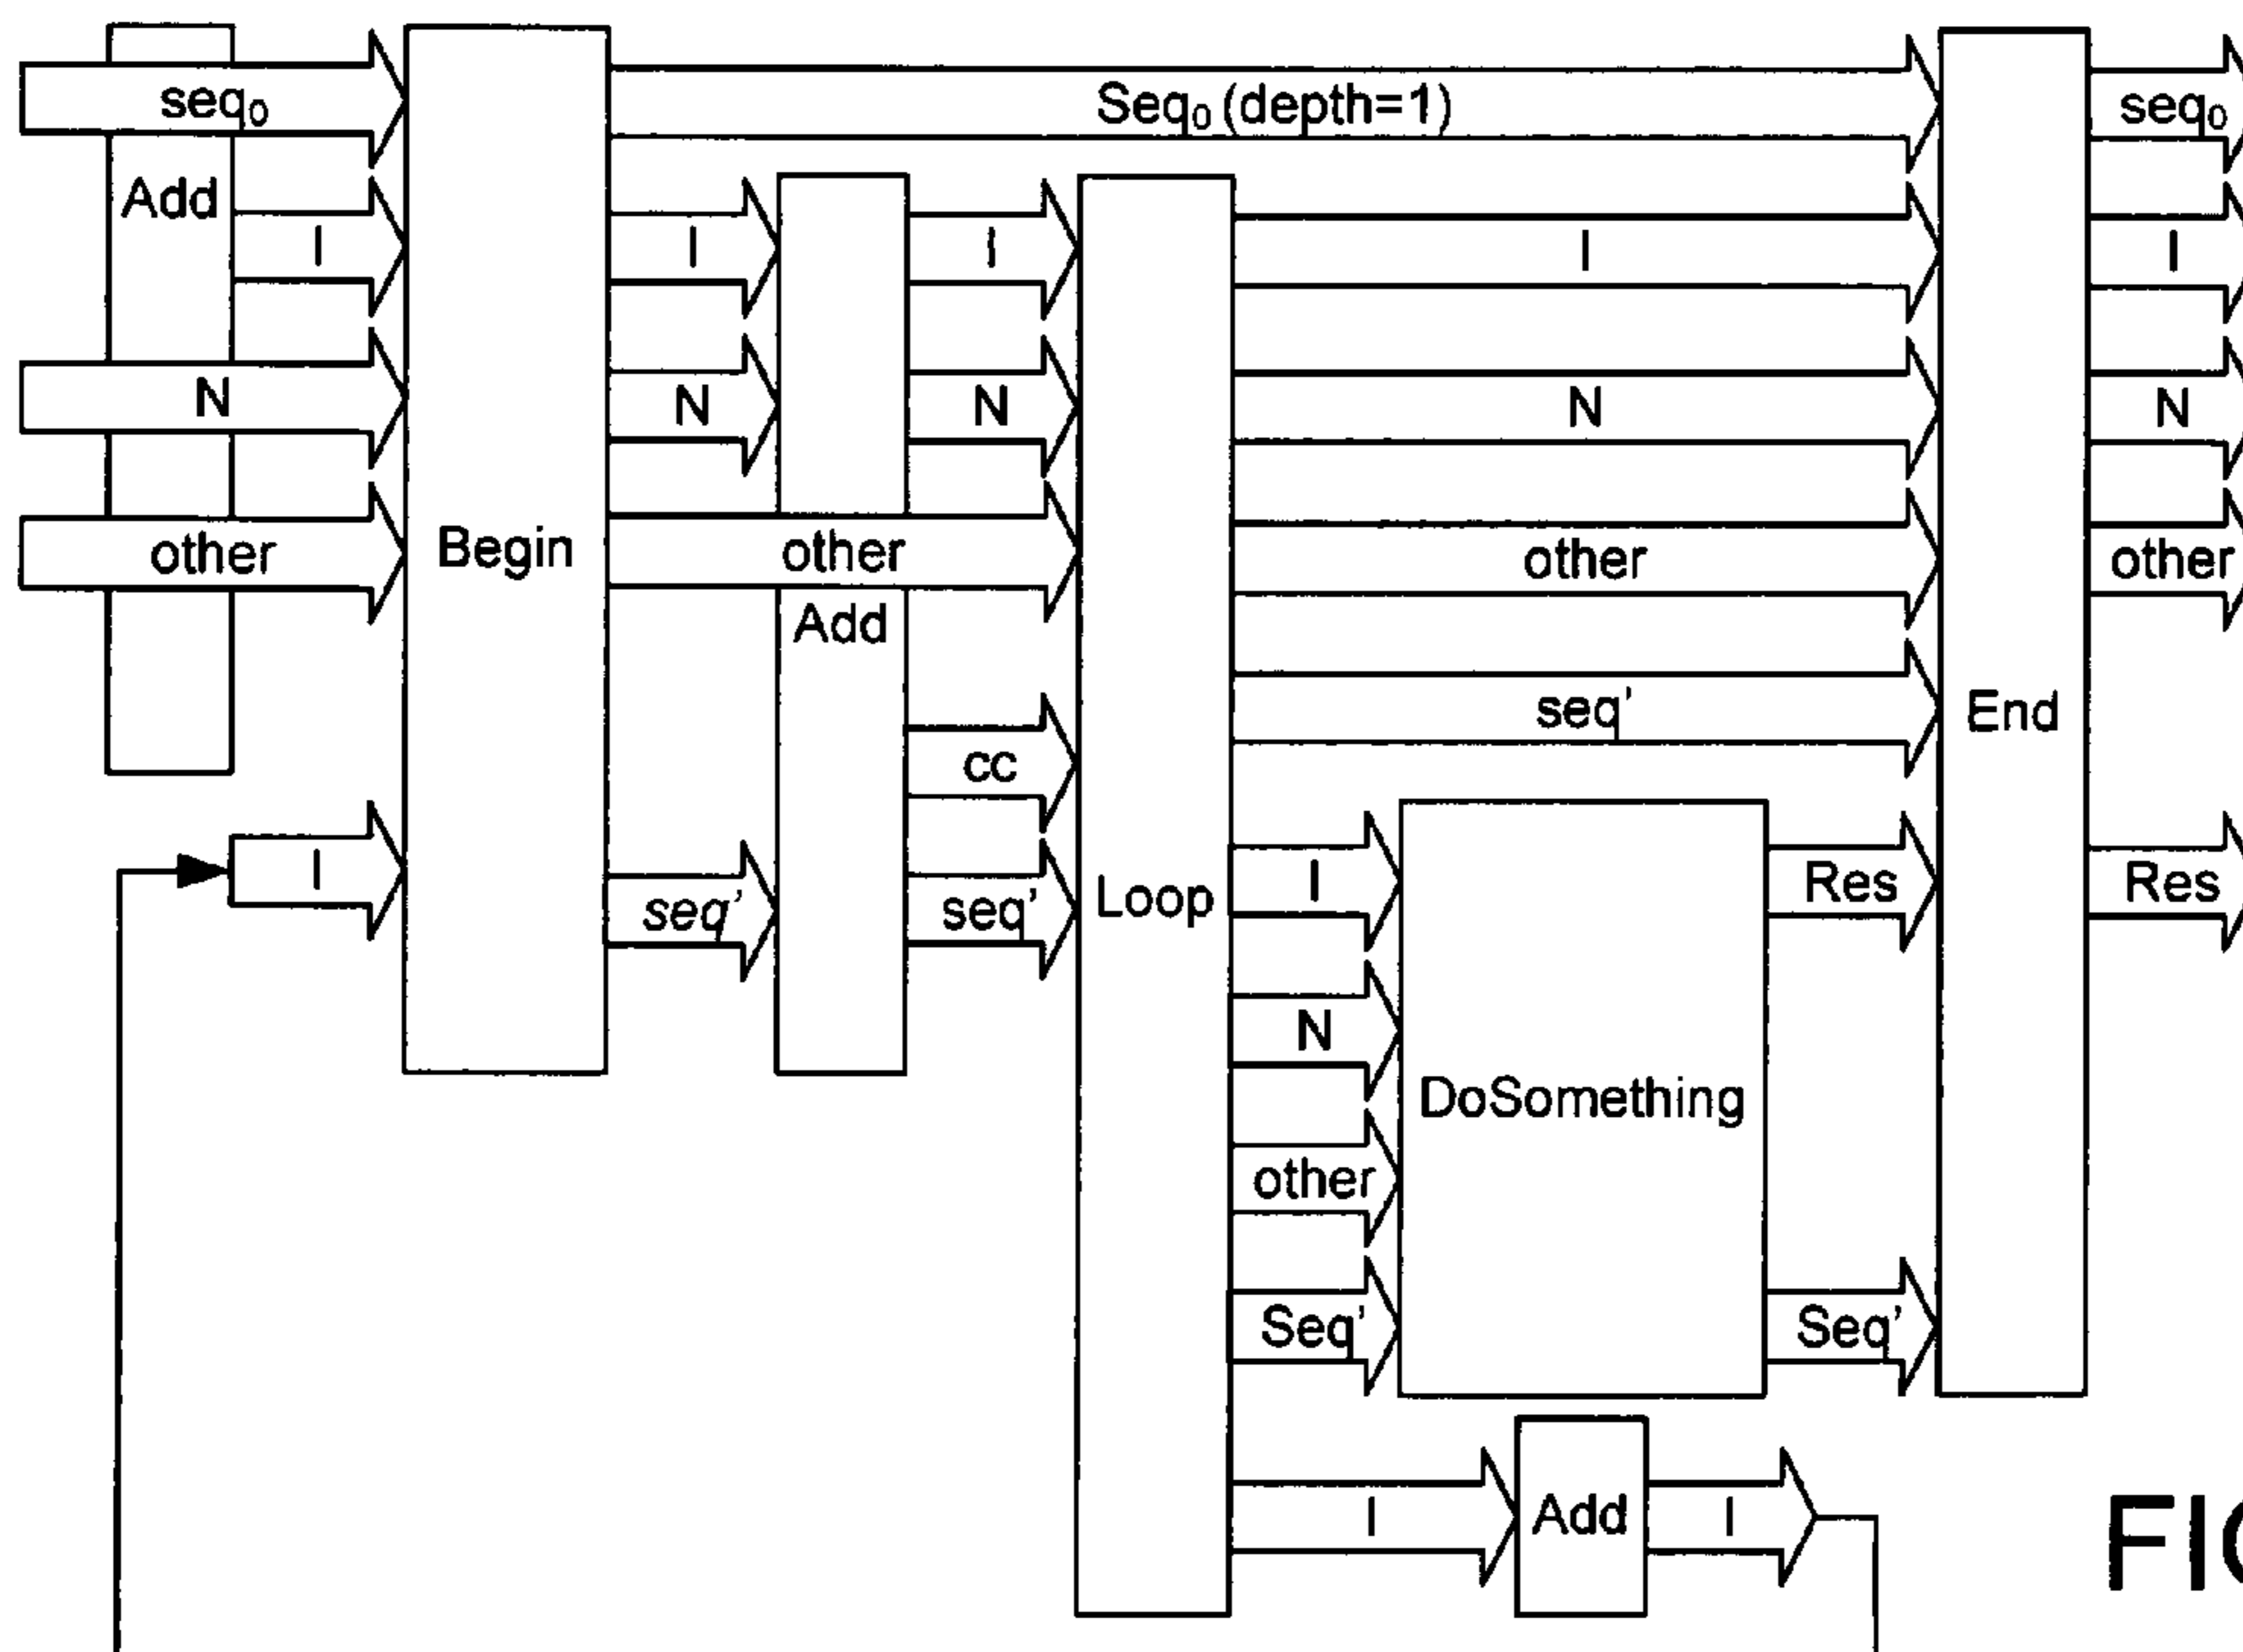 seq₀
Seq₀ (depth=1)
seq₀
Add
I
I
I
I
I
N
N
N
N
N
other
Begin
other
other
other
Add
cc
seq'
End
I
seq'
seq'
Loop
I
Res
Res
N
DoSomething
other
Seq'
Seq'
I
Add
I